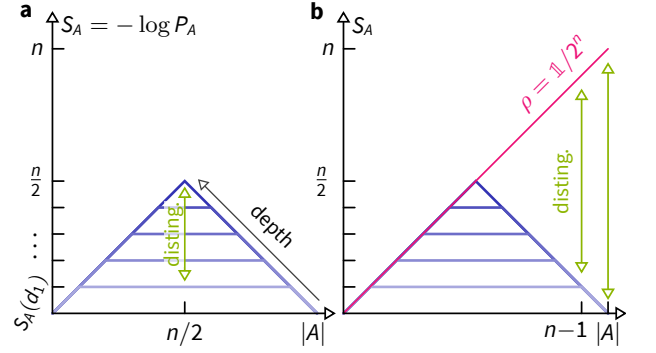 a
S_A = − log P_A
n
n/2
⋮
S_A(d_1)
disting.
depth
n/2
|A|
b
S_A
n
n/2
ρ = 𝟙/2^n
disting.
n−1
|A|